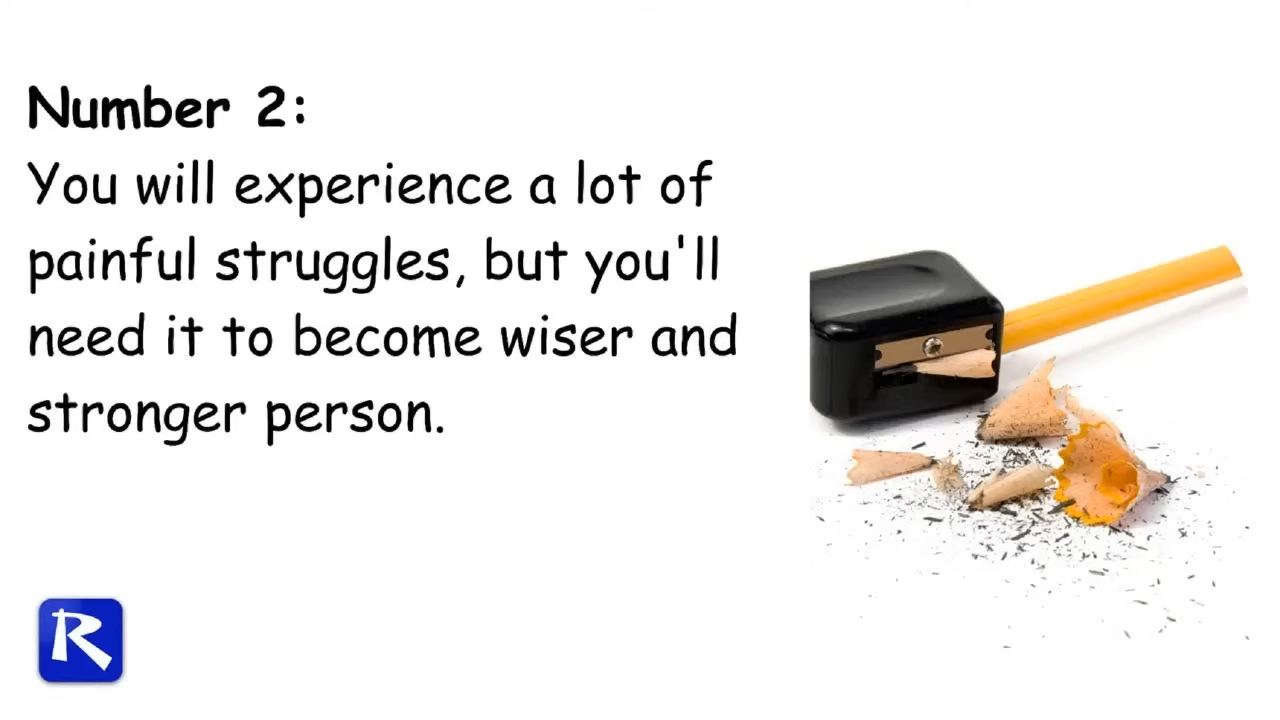 Number 2:
You will experience a lot of
painful struggles, but you'll
need it to become wiser and
stronger person.
R